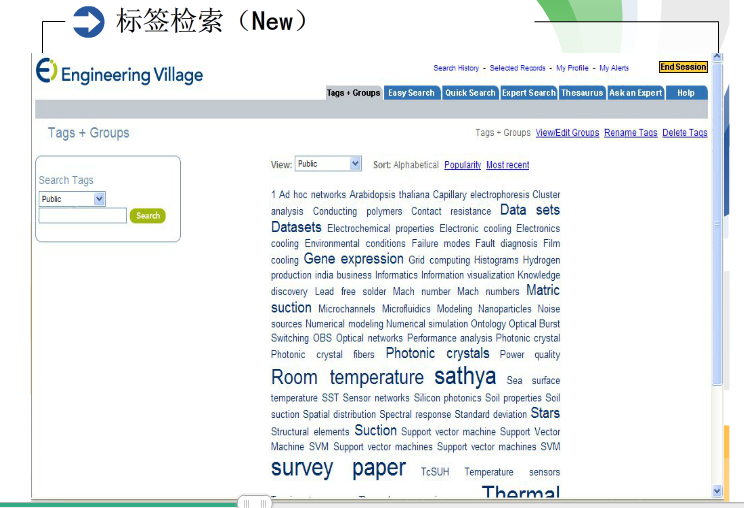 标签检索（New）
Engineering Village
Search History - Selected Records - My Profile - My Alerts
End Session
Tags + Groups Easy Search Quick Search Expert Search Thesaurus Ask an Expert Help
Tags + Groups
Tags + Groups View/Edit Groups Rename Tags Delete Tags
View: Public Sort: Alphabetical Popularity Most recent
Search Tags
Public
Search
1 Ad hoc networks Arabidopsis thaliana Capillary electrophoresis Cluster
analysis Conducting polymers Contact resistance Data sets
Datasets Electrochemical properties Electronic cooling Electronics
cooling Environmental conditions Failure modes Fault diagnosis Film
cooling Gene expression Grid computing Histograms Hydrogen
production india business Informatics Information visualization Knowledge
discovery Lead free solder Mach number Mach numbers Matric
suction Microchannels Microfluidics Modeling Nanoparticles Noise
sources Numerical modeling Numerical simulation Ontology Optical Burst
Switching OBS Optical networks Performance analysis Photonic crystal
Photonic crystal fibers Photonic crystals Power quality
Room temperature sathya Sea surface
temperature SST Sensor networks Silicon photonics Soil properties Soil
suction Spatial distribution Spectral response Standard deviation Stars
Structural elements Suction Support vector machine Support Vector
Machine SVM Support vector machines Support vector machines SVM
survey paper TcSUH Temperature sensors
Thermal